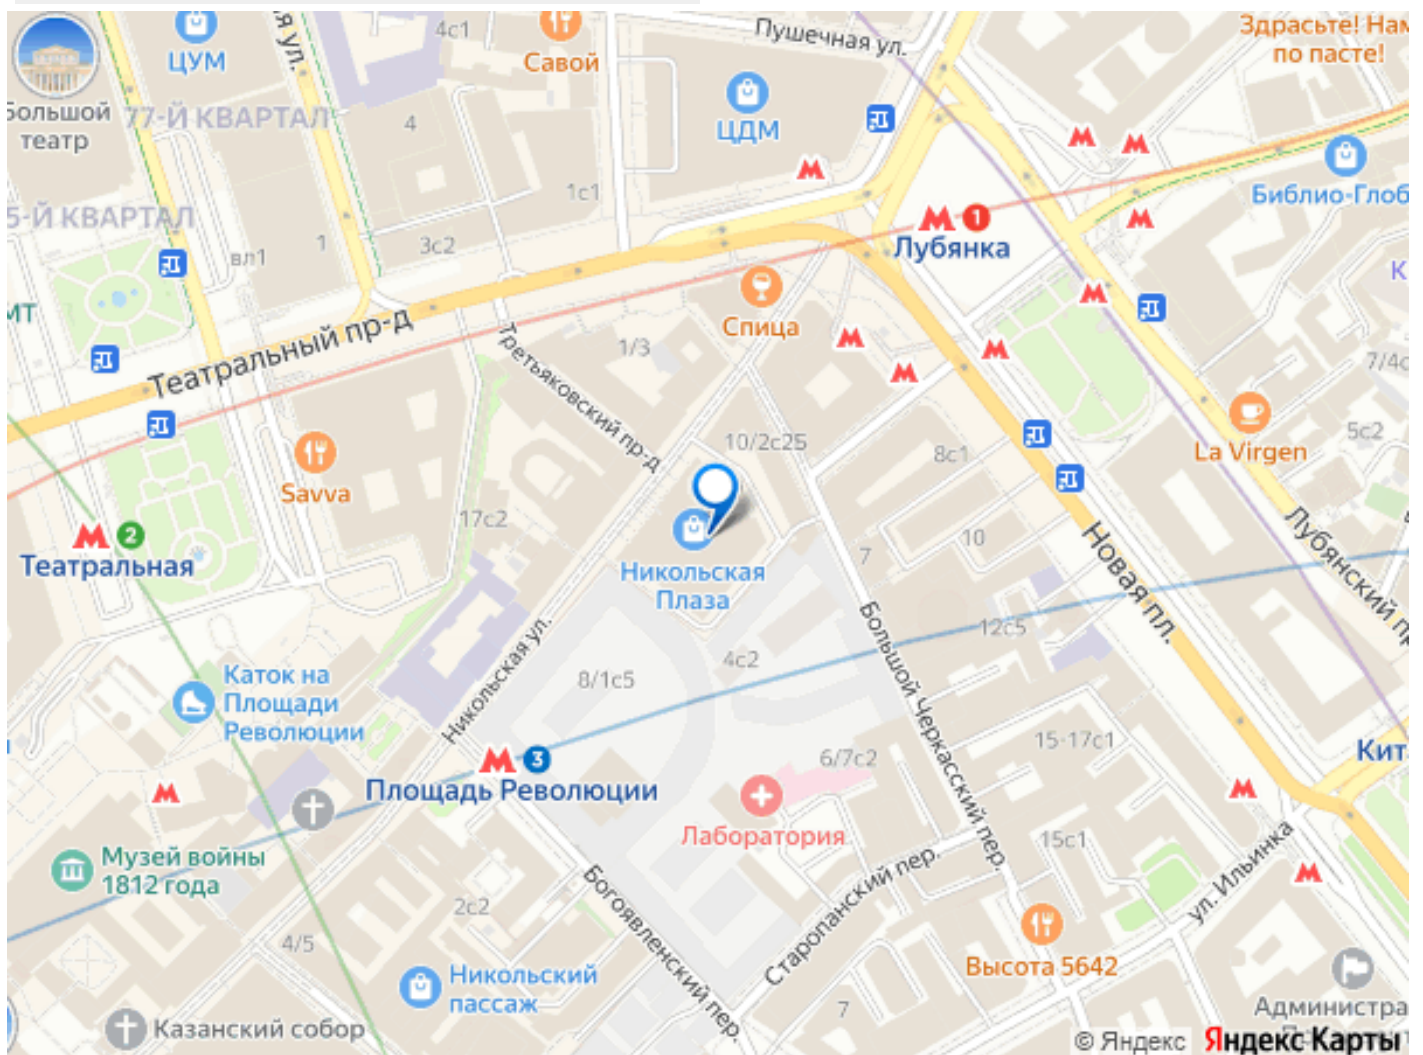 ЦУМ
4с1
Савой
Пушечная ул.
Здрасьте! Нам
по пасте!
Большой
театр
77-Й КВАРТАЛ
4
ЦДМ
1с1
Библио-Глоб
5-Й КВАРТАЛ
вл1
1
3с2
М 1
Лубянка
МТ
К
Театральный пр-д
Третьяковский пр-д
1/3
Спица
7/4с
10/2с25
8с1
La Virgen
5с2
Savva
17с2
М 2
Театральная
Никольская
Плаза
7
10
Новая пл.
Лубянский пр
12с5
Никольская ул.
Большой Черкасский пер.
4с2
8/1с5
Каток на
Площади
Революции
М 3
Площадь Революции
6/7с2
15-17с1
Кит
Лаборатория
15с1
Музей войны
1812 года
Старопанский пер.
ул. Ильинка
Богоявленский пер.
2с2
4/5
Никольский
пассаж
Высота 5642
7
Казанский собор
Администра
© Яндекс Яндекс Карты